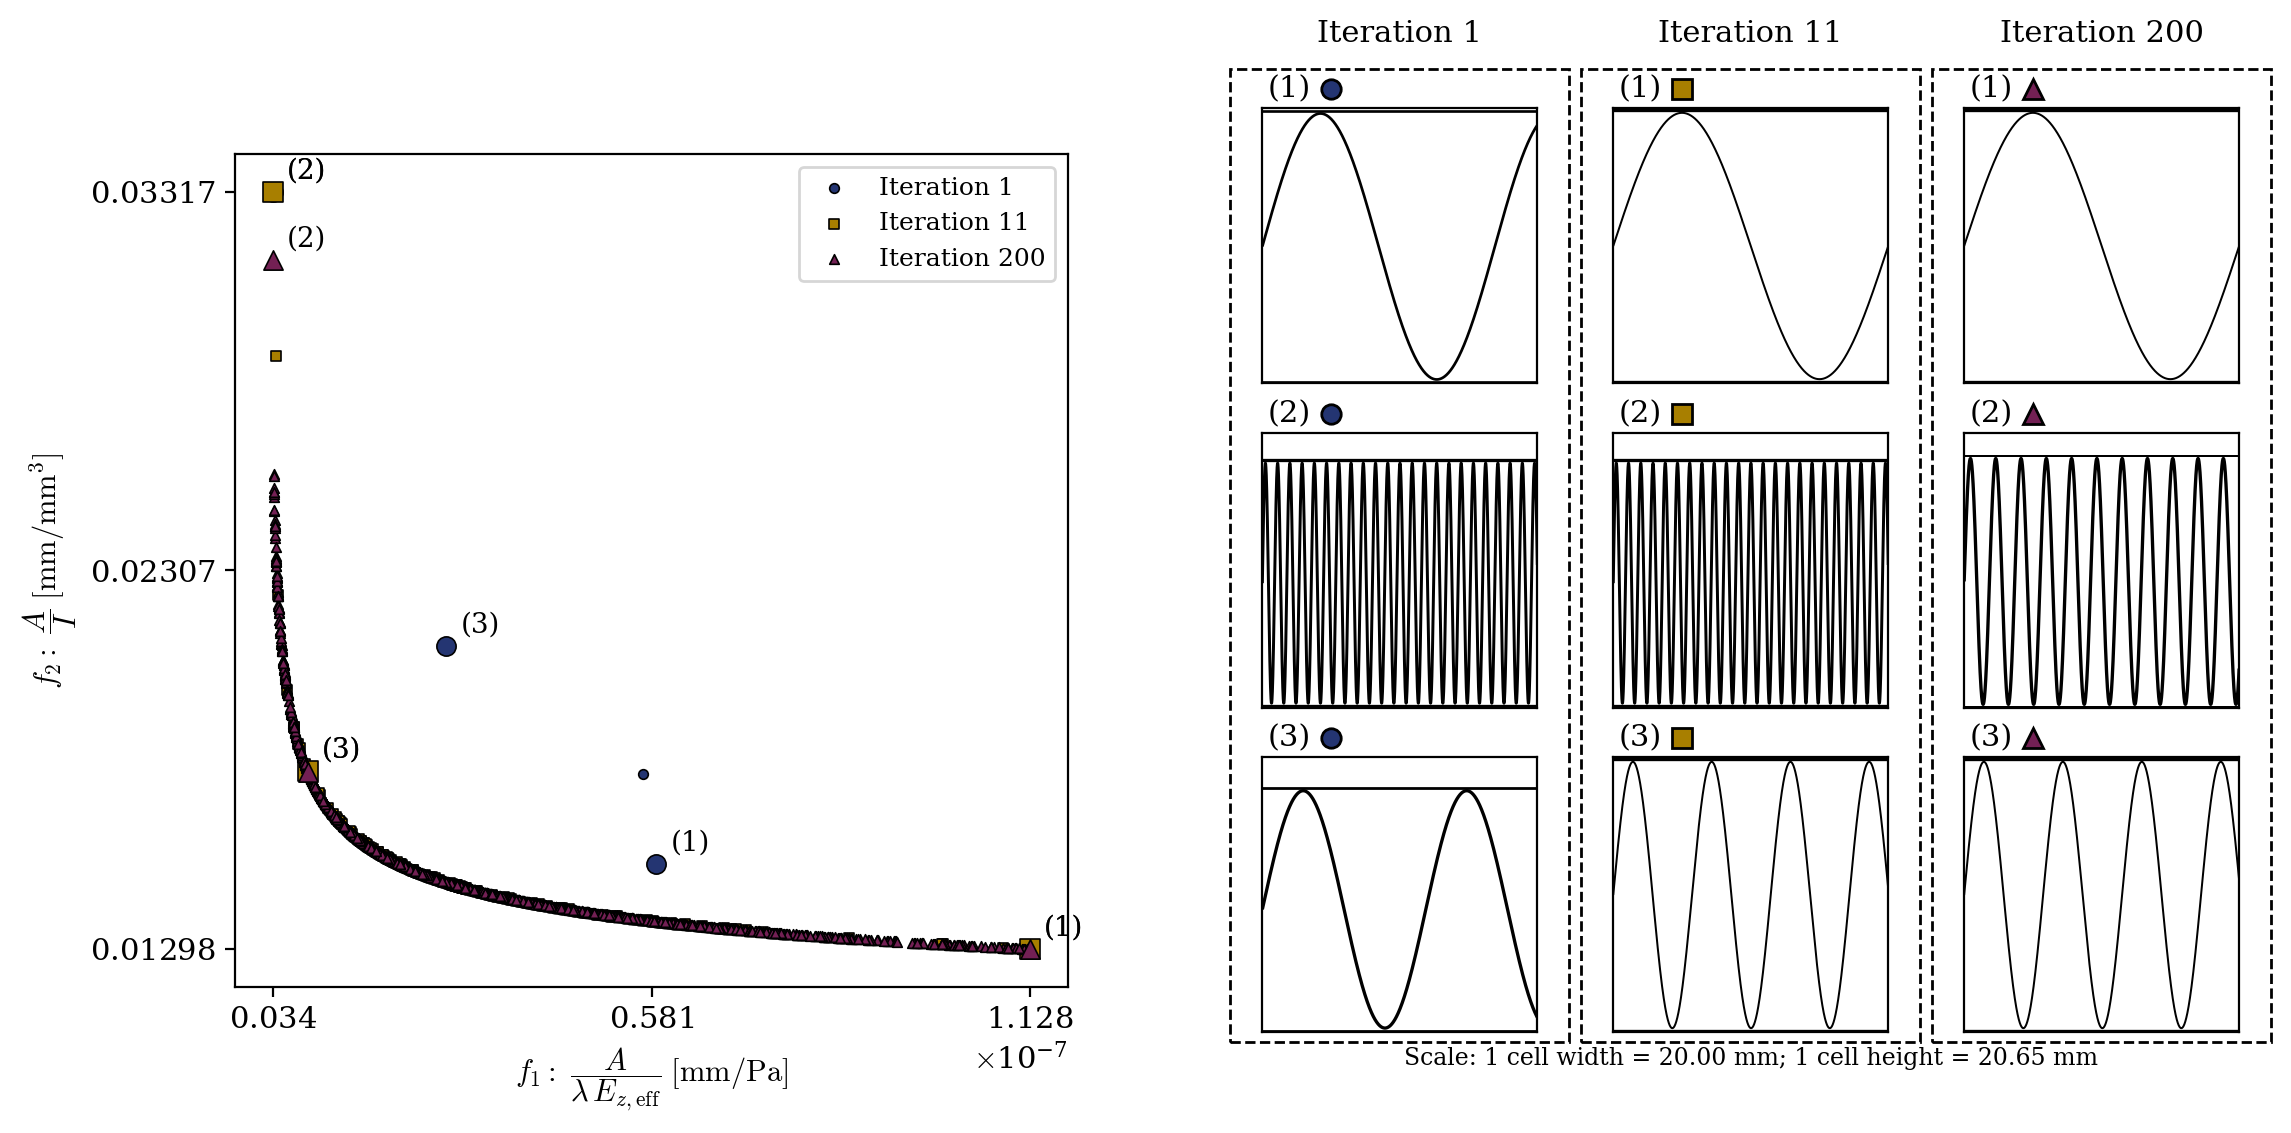 Iteration 1
Iteration 11
Iteration 200
(1)
(1)
(1)
(2)
(2)
0.03317
Iteration 1
Iteration 11
Iteration 200
(2)
(2)
(2)
0.02307
(3)
(3)
(3)
(3)
(3)
(1)
(1)
0.01298
f₂ : A/I [mm/mm³]
0.034
0.581
1.128
×10⁻⁷
f₁ : A/(λ E_{z, eff}) [mm/Pa]
Scale: 1 cell width = 20.00 mm; 1 cell height = 20.65 mm